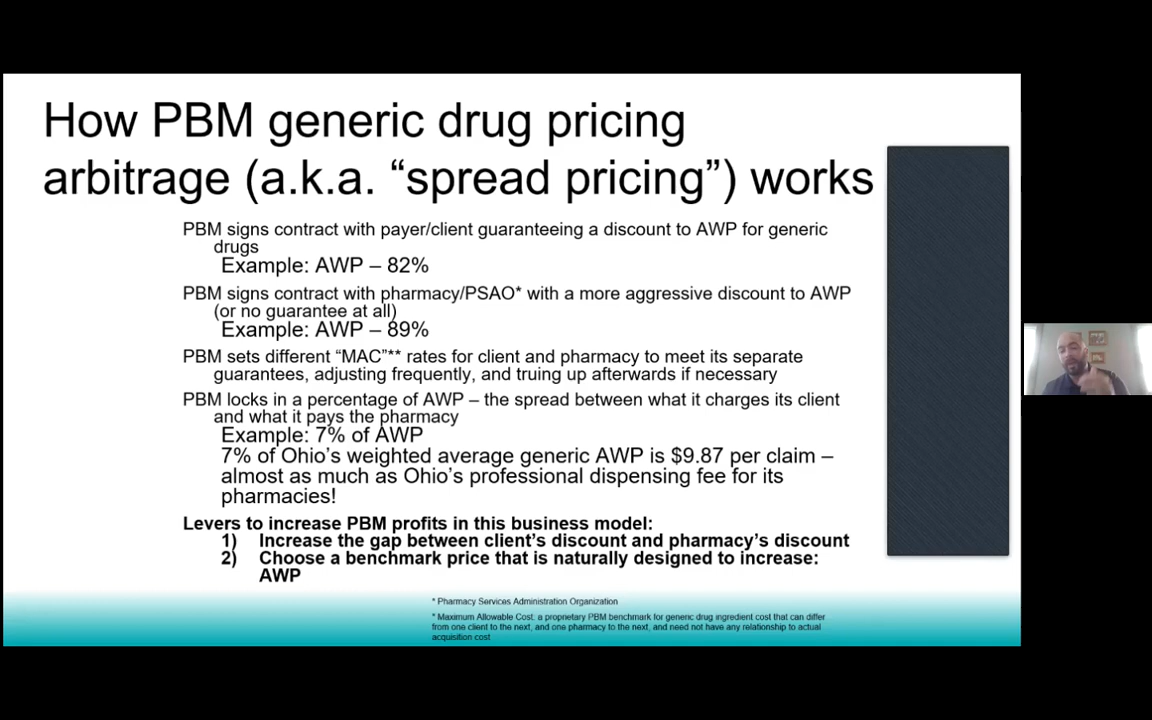 How PBM generic drug pricing
arbitrage (a.k.a. “spread pricing”) works
PBM signs contract with payer/client guaranteeing a discount to AWP for generic
drugs
Example: AWP – 82%
PBM signs contract with pharmacy/PSAO* with a more aggressive discount to AWP
(or no guarantee at all)
Example: AWP – 89%
PBM sets different “MAC”** rates for client and pharmacy to meet its separate
guarantees, adjusting frequently, and truing up afterwards if necessary
PBM locks in a percentage of AWP – the spread between what it charges its client
and what it pays the pharmacy
Example: 7% of AWP
7% of Ohio’s weighted average generic AWP is $9.87 per claim –
almost as much as Ohio’s professional dispensing fee for its
pharmacies!
Levers to increase PBM profits in this business model:
1) Increase the gap between client’s discount and pharmacy’s discount
2) Choose a benchmark price that is naturally designed to increase:
AWP
* Pharmacy Services Administration Organization
* Maximum Allowable Cost, a proprietary PBM benchmark for generic drug ingredient cost that can differ
from one client to the next, and one pharmacy to the next, and need not have any relationship to actual
acquisition cost